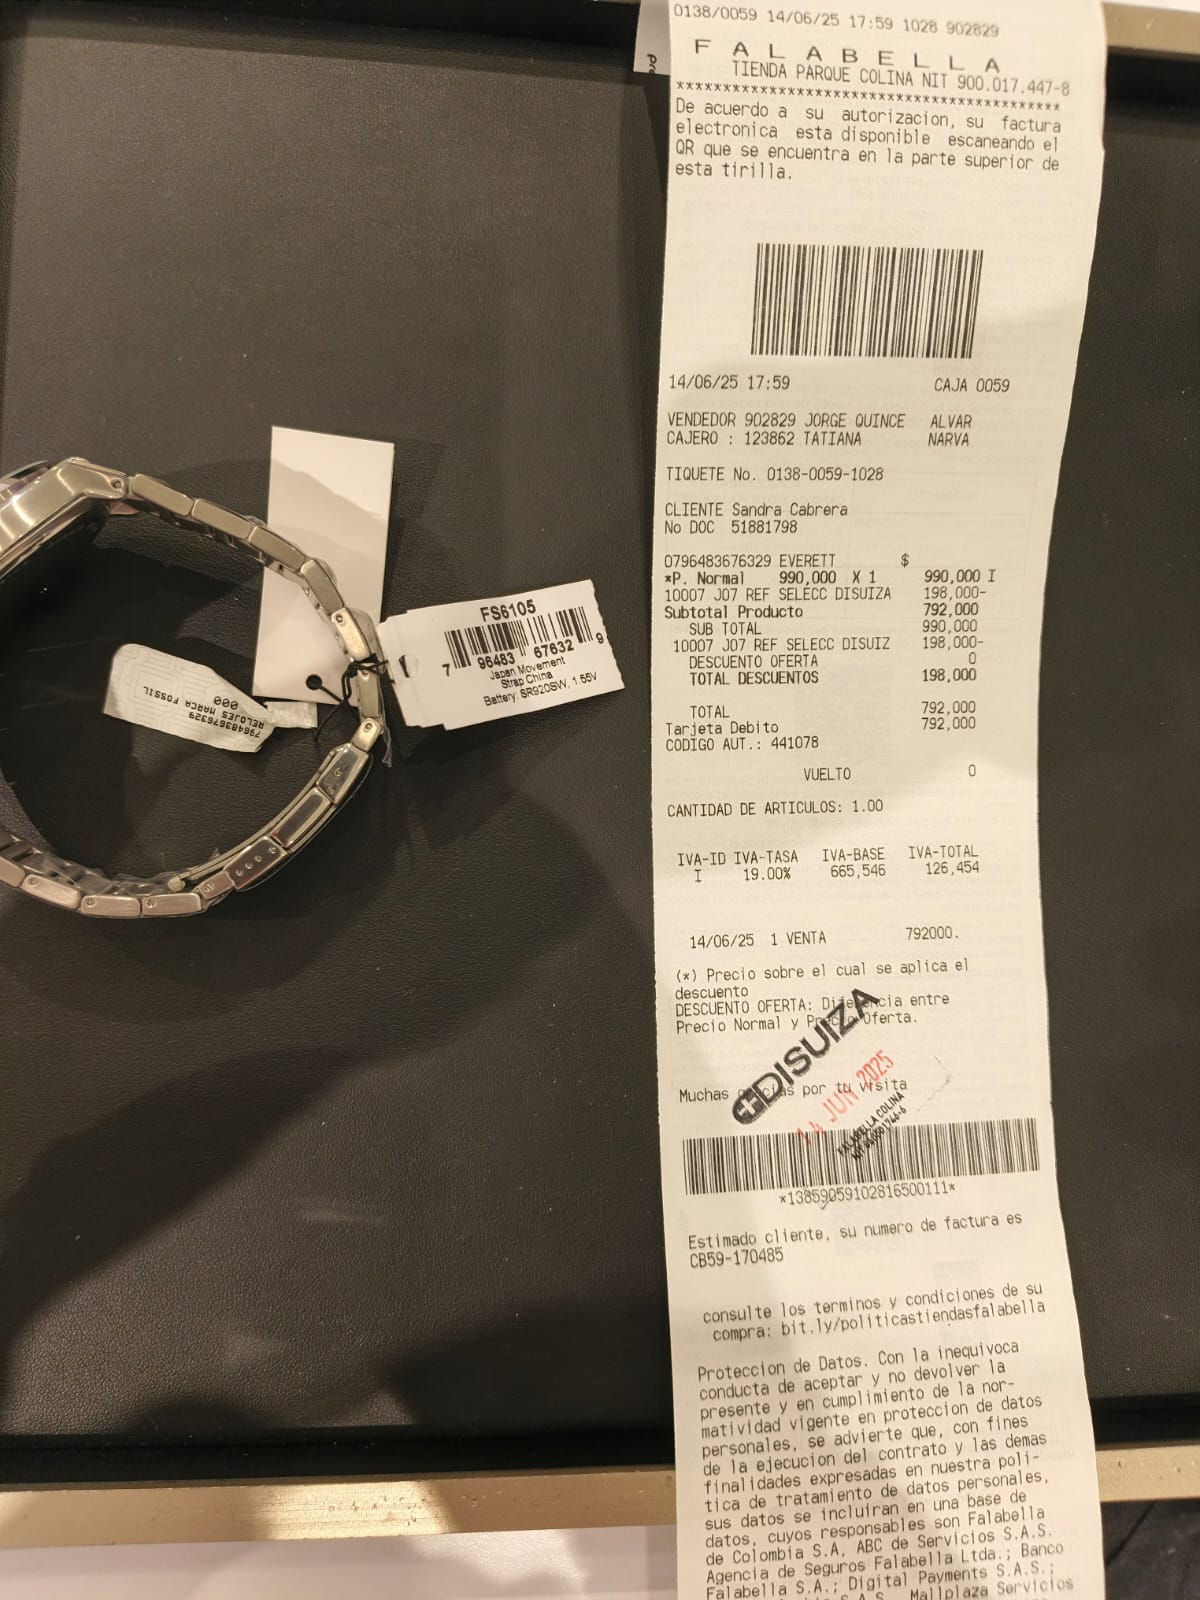 0138/0059 14/06/25 17:59 1028 902829
FALABELLA
TIENDA PARQUE COLINA NIT 900.017.447-8
******************************************
De acuerdo a su autorizacion, su factura
electronica esta disponible escaneando el
QR que se encuentra en la parte superior de
esta tirilla.
14/06/25 17:59 CAJA 0059
VENDEDOR 902829 JORGE QUINCE ALVAR
CAJERO : 123862 TATIANA NARVA
TIQUETE No. 0138-0059-1028
CLIENTE Sandra Cabrera
No DOC 51881798
0796483676329 EVERETT $
*P. Normal 990,000 X 1 990,000 I
10007 J07 REF SELECC DISUIZA 198,000-
Subtotal Producto 792,000
SUB TOTAL 990,000
10007 J07 REF SELECC DISUIZ 198,000-
DESCUENTO OFERTA 0
TOTAL DESCUENTOS 198,000
TOTAL 792,000
Tarjeta Debito 792,000
CODIGO AUT.: 441078
VUELTO 0
CANTIDAD DE ARTICULOS: 1.00
IVA-ID IVA-TASA IVA-BASE IVA-TOTAL
I 19.00% 665,546 126,454
14/06/25 1 VENTA 792000.
(*) Precio sobre el cual se aplica el
descuento
DESCUENTO OFERTA: Diferencia entre
Precio Normal y Precio Oferta.
DISUIZA
14 JUN 2025
FALABELLA COLINA
Muchas gracias por tu visita
*13859059102816500111*
Estimado cliente, su numero de factura es
CB59-170485
consulte los terminos y condiciones de su
compra: bit.ly/politicastiendasfalabella
Proteccion de Datos. Con la inequivoca
conducta de aceptar y no devolver la
presente y en cumplimiento de la nor-
matividad vigente en proteccion de datos
personales, se advierte que, con fines
de la ejecucion del contrato y las demas
finalidades expresadas en nuestra poli-
tica de tratamiento de datos personales,
sus datos se incluiran en una base de
datos, cuyos responsables son Falabella
de Colombia S.A, ABC de Servicios S.A.S.
Agencia de Seguros Falabella Ltda.; Banco
Falabella S.A.; Digital Payments S.A.S.;
S.A.S. Mallplaza Servicios
FS6105
7 96483 67632 9
Japan Movement
Strap China
Battery: SR920SW, 1.55V
796483676329
RELOJES MARCA FOSSIL
000